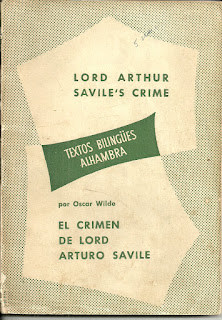 LORD ARTHUR
SAVILE'S CRIME
TEXTOS BILINGÜES
ALHAMBRA
por Oscar Wilde
EL CRIMEN
DE LORD
ARTURO SAVILE